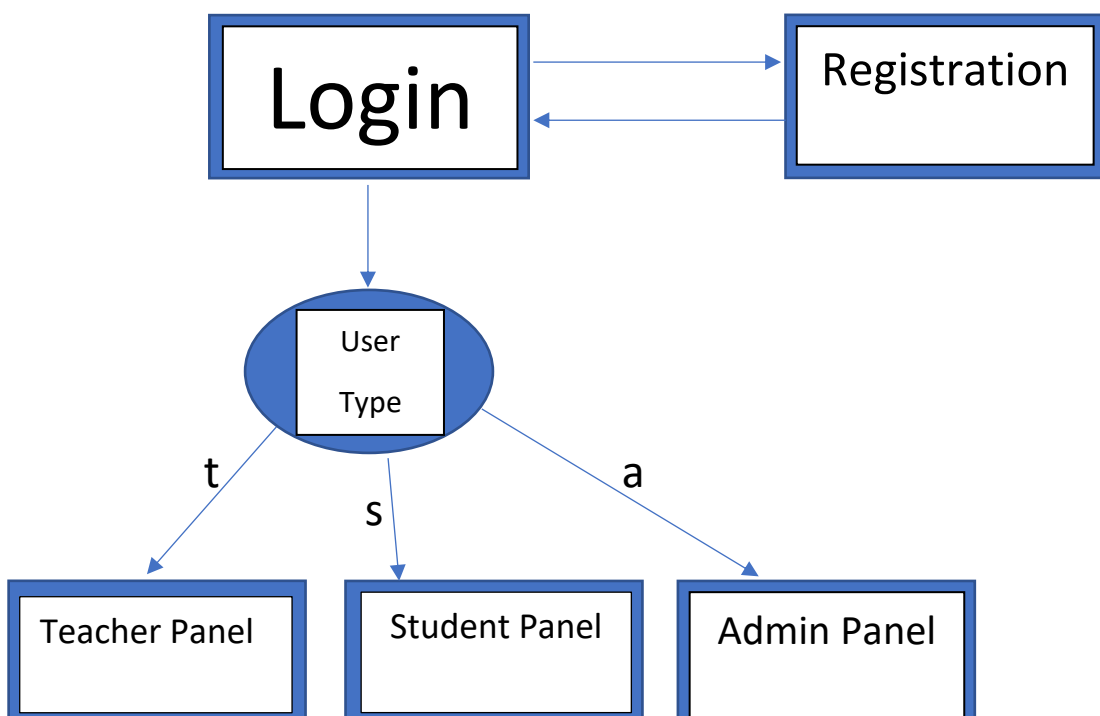 Login
Registration
User
Type
t
s
a
Teacher Panel
Student Panel
Admin Panel